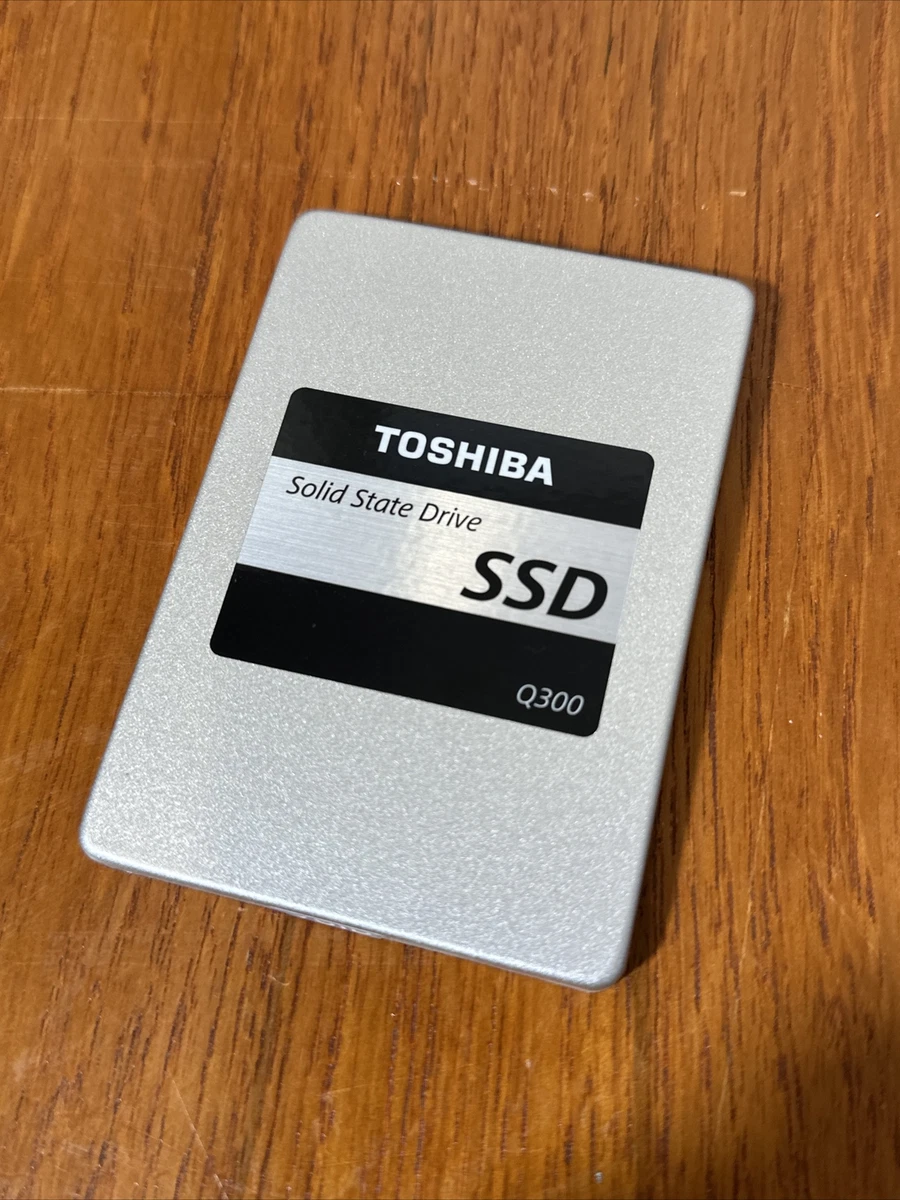 TOSHIBA
Solid State Drive
SSD
Q300